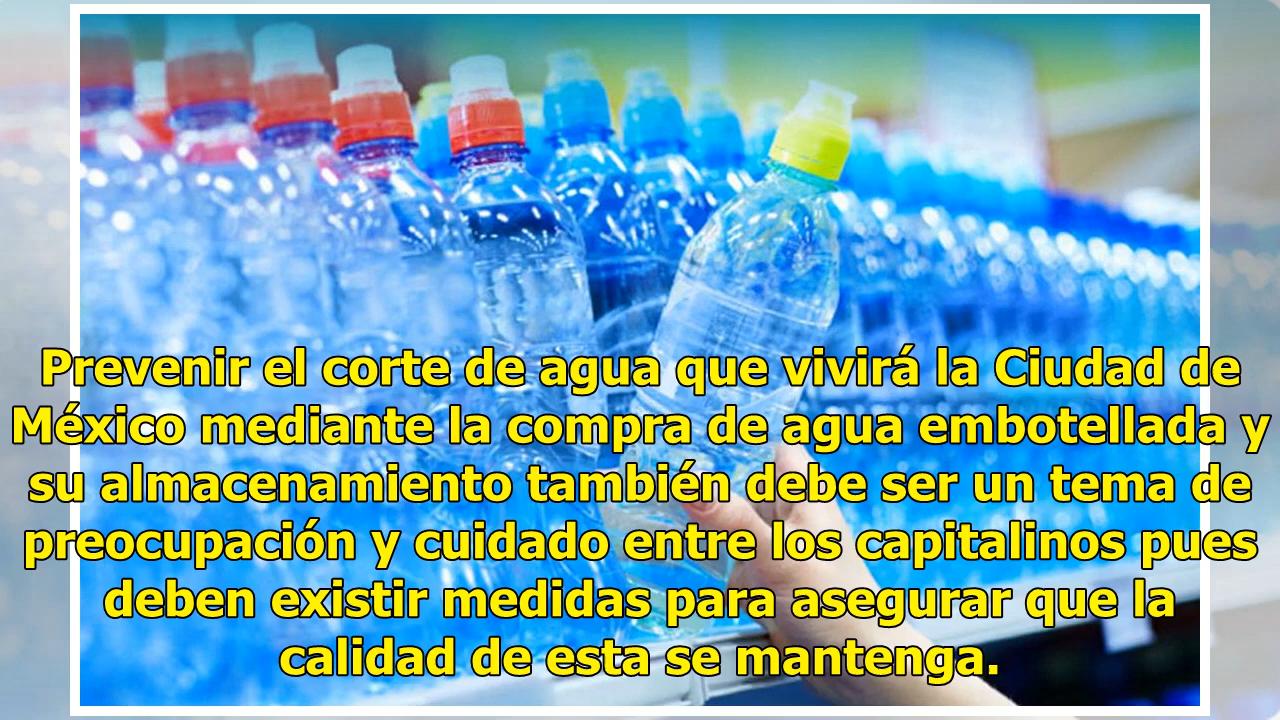 Prevenir el corte de agua que vivirá la Ciudad de
México mediante la compra de agua embotellada y
su almacenamiento también debe ser un tema de
preocupación y cuidado entre los capitalinos pues
deben existir medidas para asegurar que la
calidad de esta se mantenga.